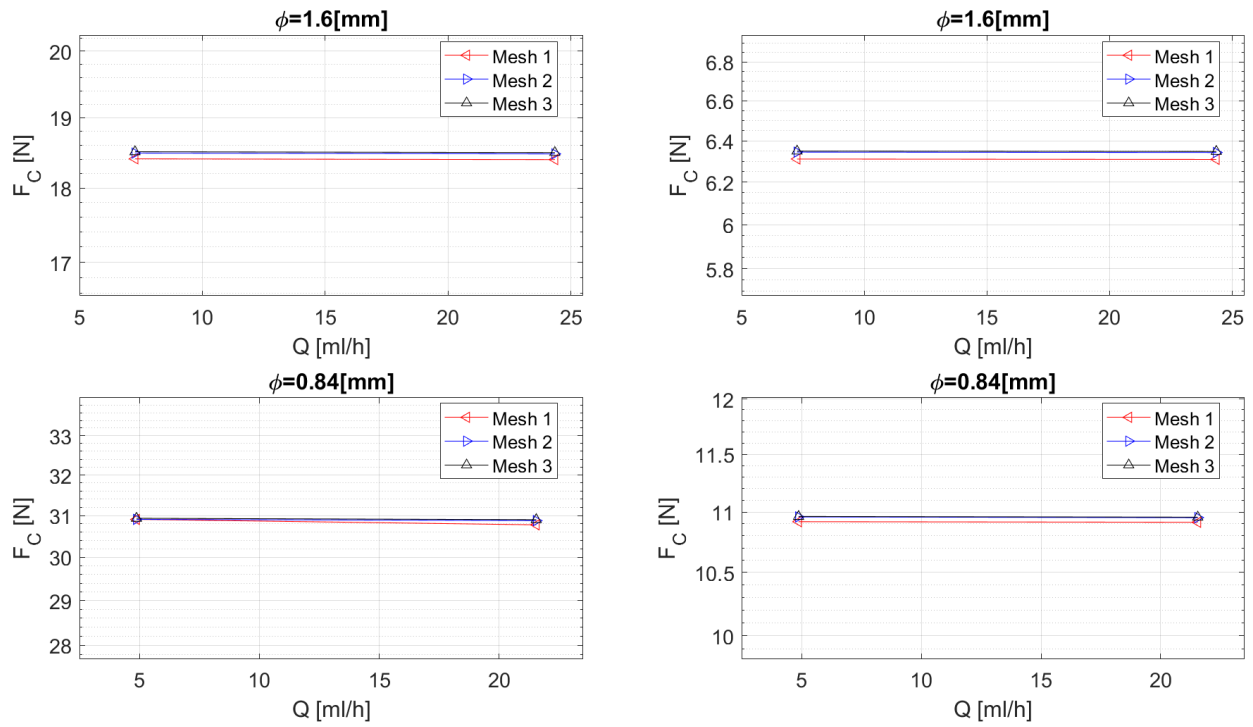 ϕ=1.6[mm]
20
19
18
17
F_C [N]
Mesh 1
Mesh 2
Mesh 3
5 10 15 20 25
Q [ml/h]
ϕ=1.6[mm]
6.8
6.6
6.4
6.2
6
5.8
F_C [N]
Mesh 1
Mesh 2
Mesh 3
5 10 15 20 25
Q [ml/h]
ϕ=0.84[mm]
33
32
31
30
29
28
F_C [N]
Mesh 1
Mesh 2
Mesh 3
5 10 15 20
Q [ml/h]
ϕ=0.84[mm]
12
11.5
11
10.5
10
F_C [N]
Mesh 1
Mesh 2
Mesh 3
5 10 15 20
Q [ml/h]